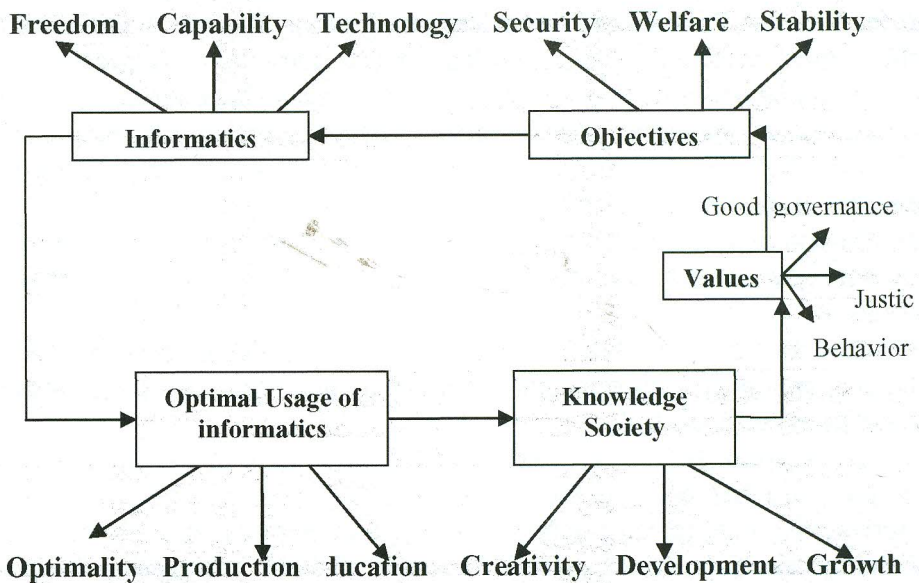 Freedom Capability Technology Security Welfare Stability
Informatics
Objectives
Good governance
Values
Justic
Behavior
Optimal Usage of
informatics
Knowledge
Society
Optimality Production ducation Creativity Development Growth